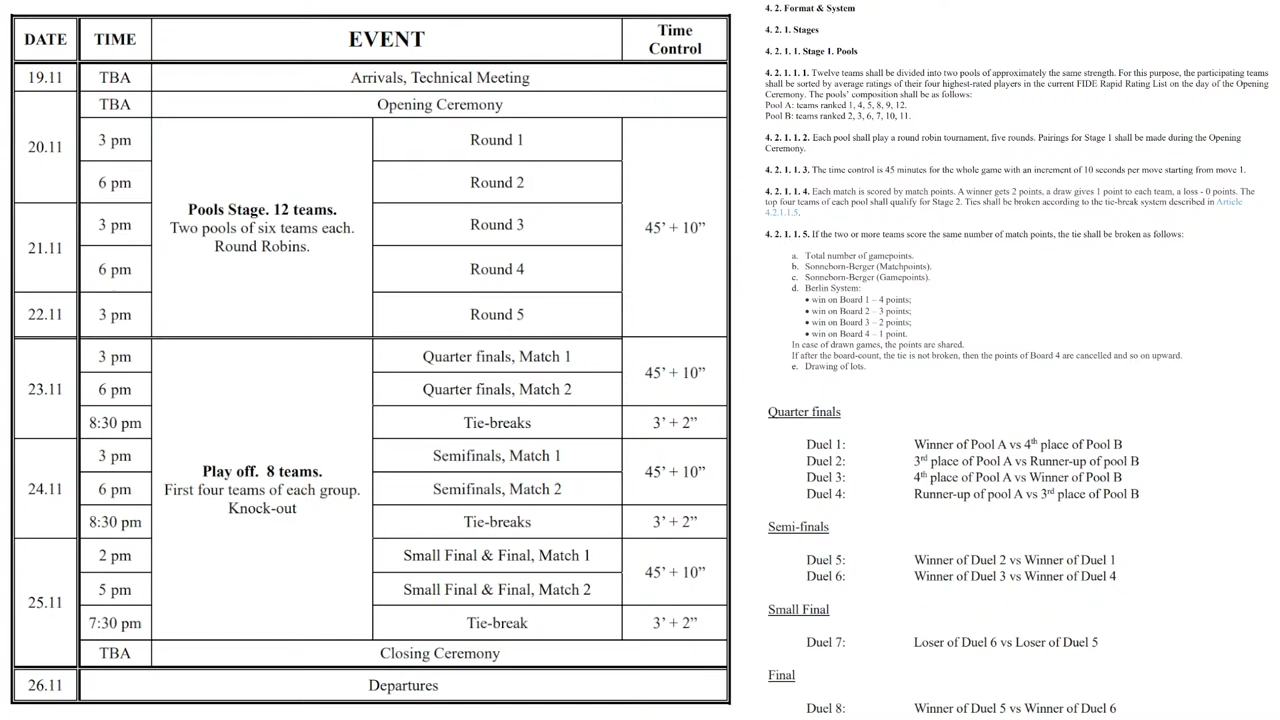 DATE TIME EVENT Time Control
19.11 TBA Arrivals, Technical Meeting
20.11 TBA Opening Ceremony
3 pm Round 1
6 pm Round 2
Pools Stage. 12 teams.
Two pools of six teams each.
Round Robins.
45’ + 10”
21.11 3 pm Round 3
6 pm Round 4
22.11 3 pm Round 5
23.11 3 pm Quarter finals, Match 1
6 pm Quarter finals, Match 2
45’ + 10”
8:30 pm Tie-breaks 3’ + 2”
Play off. 8 teams.
First four teams of each group.
Knock-out
24.11 3 pm Semifinals, Match 1
6 pm Semifinals, Match 2
45’ + 10”
8:30 pm Tie-breaks 3’ + 2”
25.11 2 pm Small Final & Final, Match 1
5 pm Small Final & Final, Match 2
45’ + 10”
7:30 pm Tie-break 3’ + 2”
TBA Closing Ceremony
26.11 Departures
4. 2. Format & System
4. 2. 1. Stages
4. 2. 1. 1. Stage 1. Pools
4. 2. 1. 1. 1. Twelve teams shall be divided into two pools of approximately the same strength. For this purpose, the participating teams
shall be sorted by average ratings of their four highest-rated players in the current FIDE Rapid Rating List on the day of the Opening
Ceremony. The pools’ composition shall be as follows:
Pool A: teams ranked 1, 4, 5, 8, 9, 12.
Pool B: teams ranked 2, 3, 6, 7, 10, 11.
4. 2. 1. 1. 2. Each pool shall play a round robin tournament, five rounds. Pairings for Stage 1 shall be made during the Opening
Ceremony.
4. 2. 1. 1. 3. The time control is 45 minutes for the whole game with an increment of 10 seconds per move starting from move 1.
4. 2. 1. 1. 4. Each match is scored by match points. A winner gets 2 points, a draw gives 1 point to each team, a loss - 0 points. The
top four teams of each pool shall qualify for Stage 2. Ties shall be broken according to the tie-break system described in Article
4.2.1.1.5.
4. 2. 1. 1. 5. If the two or more teams score the same number of match points, the tie shall be broken as follows:
a. Total number of gamepoints.
b. Sonneborn-Berger (Matchpoints).
c. Sonneborn-Berger (Gamepoints).
d. Berlin System:
• win on Board 1 – 4 points;
• win on Board 2 – 3 points;
• win on Board 3 – 2 points;
• win on Board 4 – 1 point.
In case of drawn games, the points are shared.
If after the board-count, the tie is not broken, then the points of Board 4 are cancelled and so on upward.
e. Drawing of lots.
Quarter finals
Duel 1: Winner of Pool A vs 4th place of Pool B
Duel 2: 3rd place of Pool A vs Runner-up of pool B
Duel 3: 4th place of Pool A vs Winner of Pool B
Duel 4: Runner-up of pool A vs 3rd place of Pool B
Semi-finals
Duel 5: Winner of Duel 2 vs Winner of Duel 1
Duel 6: Winner of Duel 3 vs Winner of Duel 4
Small Final
Duel 7: Loser of Duel 6 vs Loser of Duel 5
Final
Duel 8: Winner of Duel 5 vs Winner of Duel 6